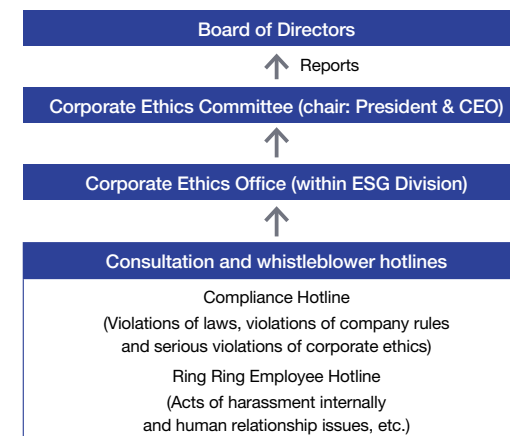 Board of Directors
Reports
Corporate Ethics Committee (chair: President & CEO)
Corporate Ethics Office (within ESG Division)
Consultation and whistleblower hotlines
Compliance Hotline
(Violations of laws, violations of company rules
and serious violations of corporate ethics)
Ring Ring Employee Hotline
(Acts of harassment internally
and human relationship issues, etc.)